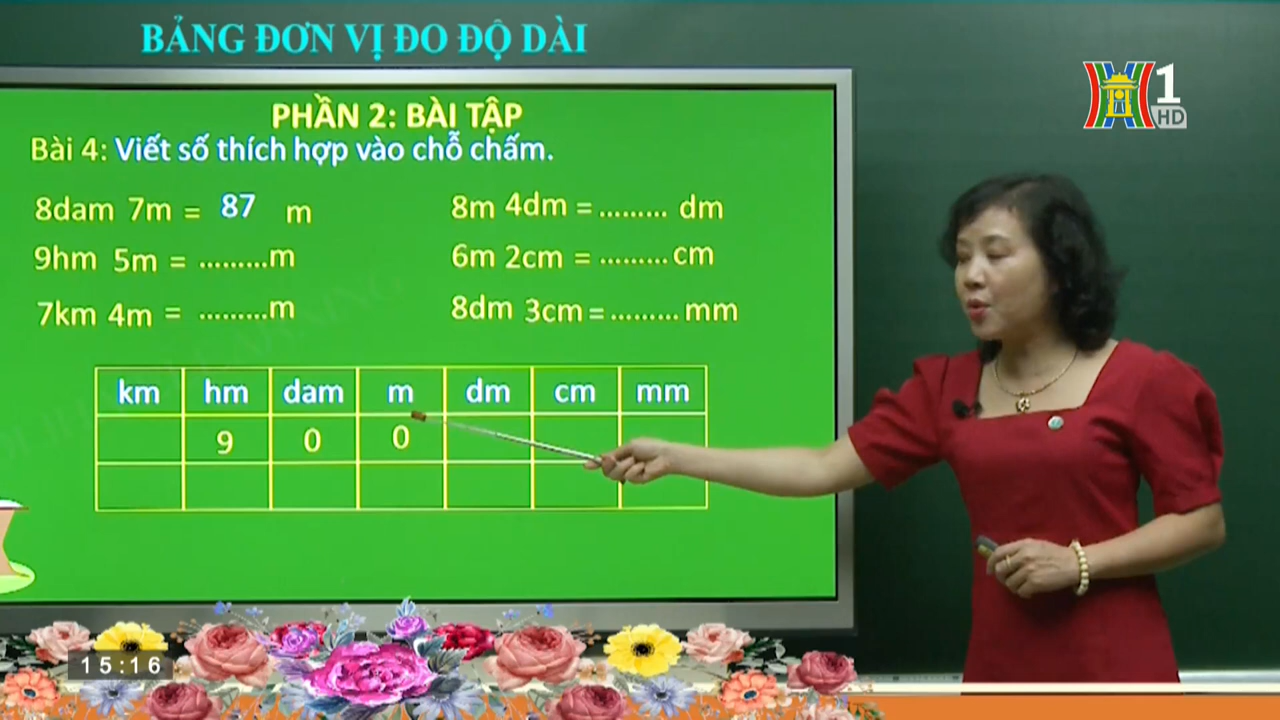 BẢNG ĐƠN VỊ ĐO ĐỘ DÀI
1
HD
PHẦN 2: BÀI TẬP
Bài 4: Viết số thích hợp vào chỗ chấm.
8dam 7m = 87 m
8m 4dm = ......... dm
9hm 5m = .........m
6m 2cm = .........cm
7km 4m = .........m
8dm 3cm = ......... mm
km hm dam m dm cm mm
9 0 0
15:16